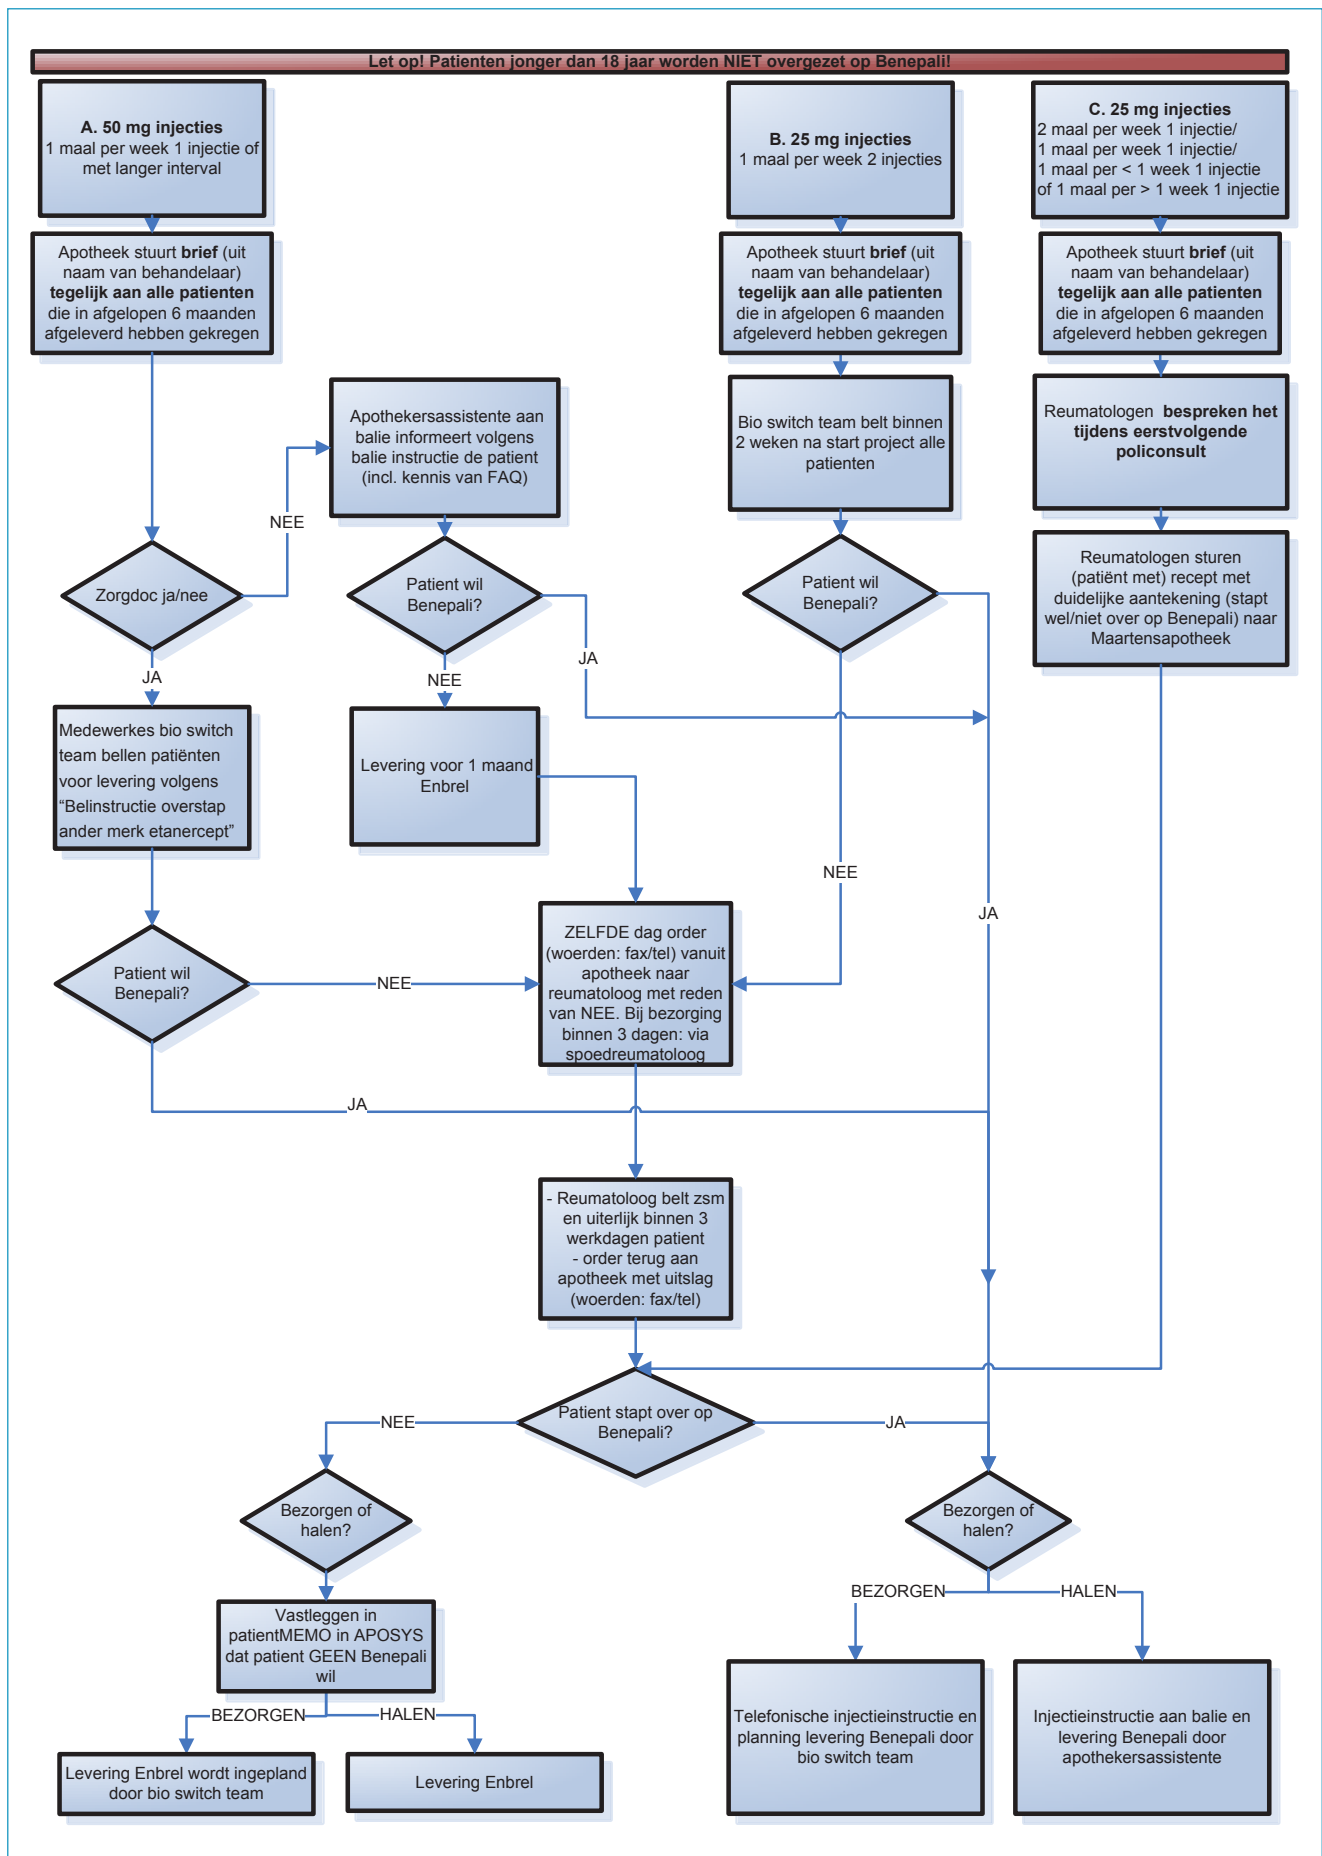 Let op! Patienten jonger dan 18 jaar worden NIET overgezet op Benepali!
A. 50 mg injecties
1 maal per week 1 injectie of
met langer interval
B. 25 mg injecties
1 maal per week 2 injecties
C. 25 mg injecties
2 maal per week 1 injectie/
1 maal per week 1 injectie/
1 maal per < 1 week 1 injectie
of 1 maal per > 1 week 1 injectie
Apotheek stuurt brief (uit
naam van behandelaar)
tegelijk aan alle patienten
die in afgelopen 6 maanden
afgeleverd hebben gekregen
Apotheek stuurt brief (uit
naam van behandelaar)
tegelijk aan alle patienten
die in afgelopen 6 maanden
afgeleverd hebben gekregen
Apotheek stuurt brief (uit
naam van behandelaar)
tegelijk aan alle patienten
die in afgelopen 6 maanden
afgeleverd hebben gekregen
Apothekersassistente aan
balie informeert volgens
balie instructie de patient
(incl. kennis van FAQ)
Bio switch team belt binnen
2 weken na start project alle
patienten
Reumatologen bespreken het
tijdens eerstvolgende
policonsult
NEE
Zorgdoc ja/nee
Patient wil
Benepali?
Patient wil
Benepali?
Reumatologen sturen
(patiënt met) recept met
duidelijke aantekening (stapt
wel/niet over op Benepali) naar
Maartensapotheek
JA
NEE
JA
Medewerkes bio switch
team bellen patiënten
voor levering volgens
“Belinstructie overstap
ander merk etanercept”
Levering voor 1 maand
Enbrel
NEE
JA
Patient wil
Benepali?
NEE
ZELFDE dag order
(woerden: fax/tel) vanuit
apotheek naar
reumatoloog met reden
van NEE. Bij bezorging
binnen 3 dagen: via
spoedreumatoloog
JA
- Reumatoloog belt zsm
en uiterlijk binnen 3
werkdagen patient
- order terug aan
apotheek met uitslag
(woerden: fax/tel)
Patient stapt over op
Benepali?
NEE
JA
Bezorgen of
halen?
Bezorgen of
halen?
Vastleggen in
patientMEMO in APOSYS
dat patient GEEN Benepali
wil
BEZORGEN
HALEN
BEZORGEN
HALEN
Levering Enbrel wordt ingepland
door bio switch team
Levering Enbrel
Telefonische injectieinstructie en
planning levering Benepali door
bio switch team
Injectieinstructie aan balie en
levering Benepali door
apothekersassistente